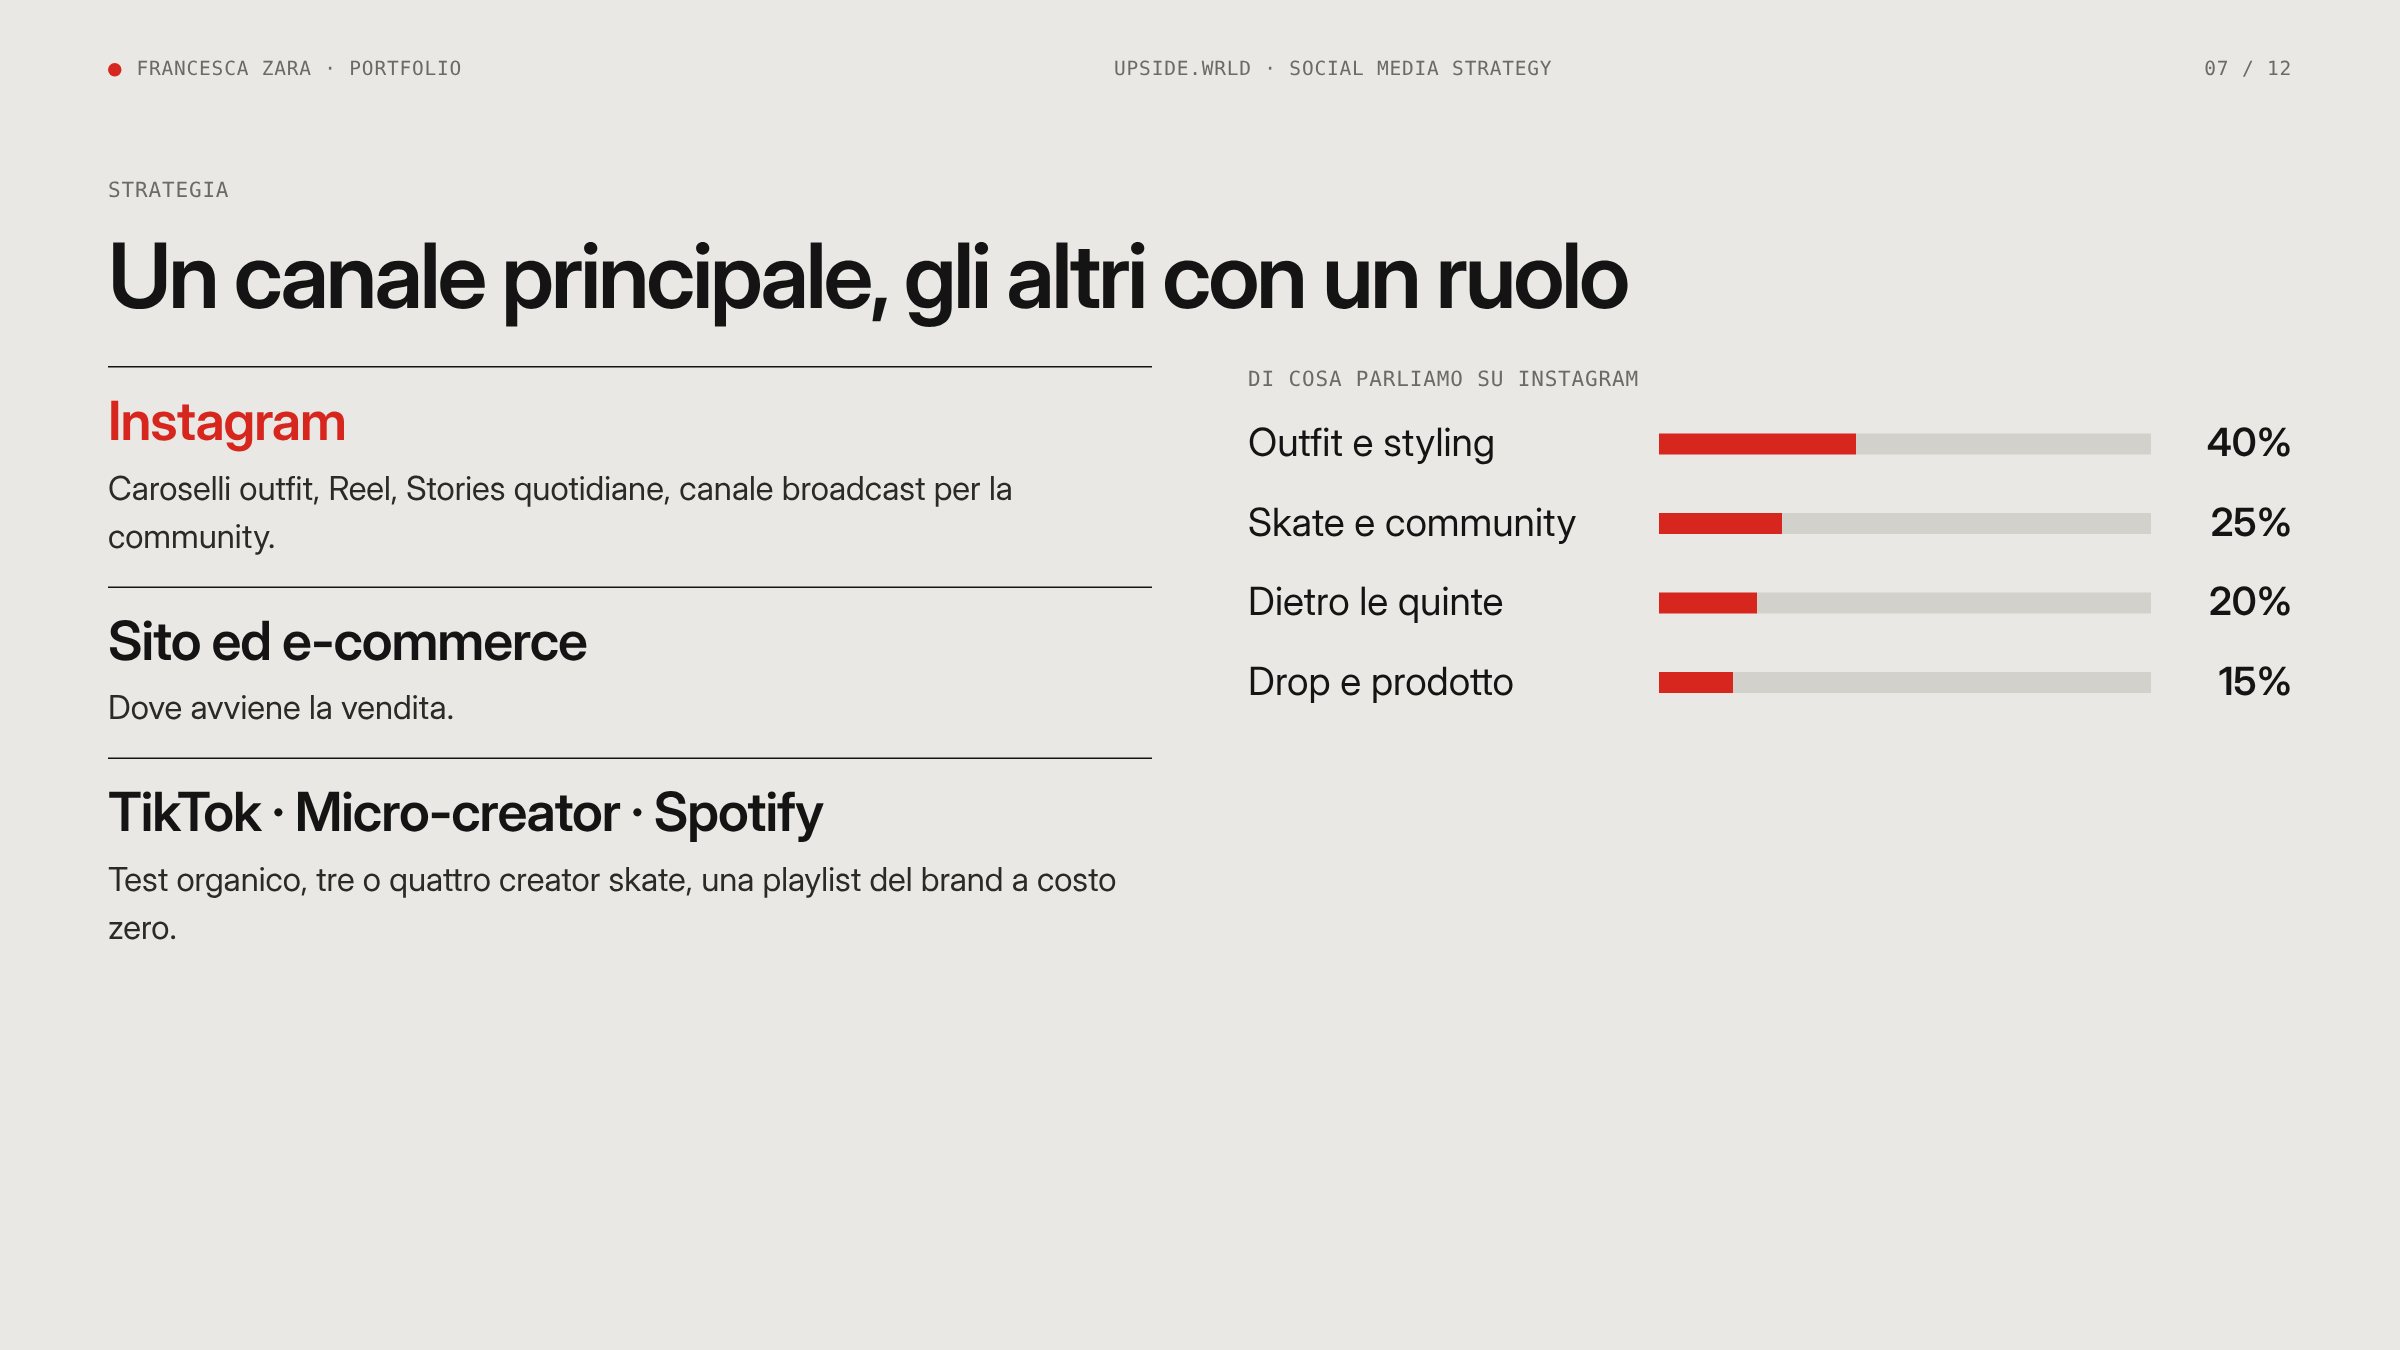 FRANCESCA ZARA · PORTFOLIO
UPSIDE.WRLD · SOCIAL MEDIA STRATEGY
07 / 12
STRATEGIA
Un canale principale, gli altri con un ruolo
Instagram
Caroselli outfit, Reel, Stories quotidiane, canale broadcast per la
community.
Sito ed e-commerce
Dove avviene la vendita.
TikTok · Micro-creator · Spotify
Test organico, tre o quattro creator skate, una playlist del brand a costo
zero.
DI COSA PARLIAMO SU INSTAGRAM
Outfit e styling 40%
Skate e community 25%
Dietro le quinte 20%
Drop e prodotto 15%